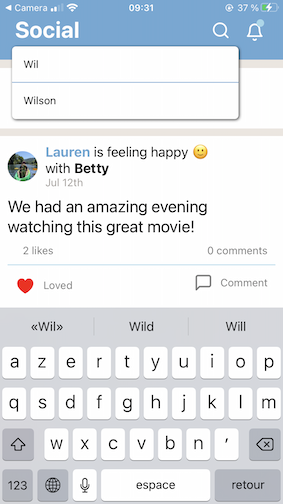 Camera 09:31 37 %
Social
Wil
Wilson
Lauren is feeling happy
with Betty
Jul 12th
We had an amazing evening
watching this great movie!
2 likes 0 comments
Loved Comment
«Wil» Wild Will
a z e r t y u i o p
q s d f g h j k l m
w x c v b n ’
123 espace retour